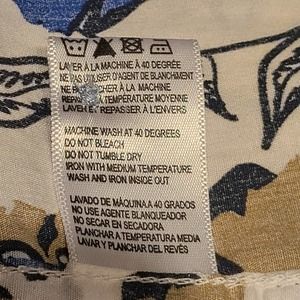 LAVER À LA MACHINE À 40 DEGRÉE
NE PAS UTILISER D'AGENT DE BLANCHIMENT
NE PAS SÉCHER À LA MACHINE
REPASSER À TEMPÉRATURE MOYENNE
LAVER ET REPASSER À L'ENVERS
MACHINE WASH AT 40 DEGREES
DO NOT BLEACH
DO NOT TUMBLE DRY
IRON WITH MEDIUM TEMPERATURE
WASH AND IRON INSIDE OUT
LAVADO DE MÁQUINA A 40 GRADOS
NO USE AGENTE BLANQUEADOR
NO SECAR EN SECADORA
PLANCHAR A TEMPERATURA MEDIA
LAVAR Y PLANCHAR DEL REVÉS